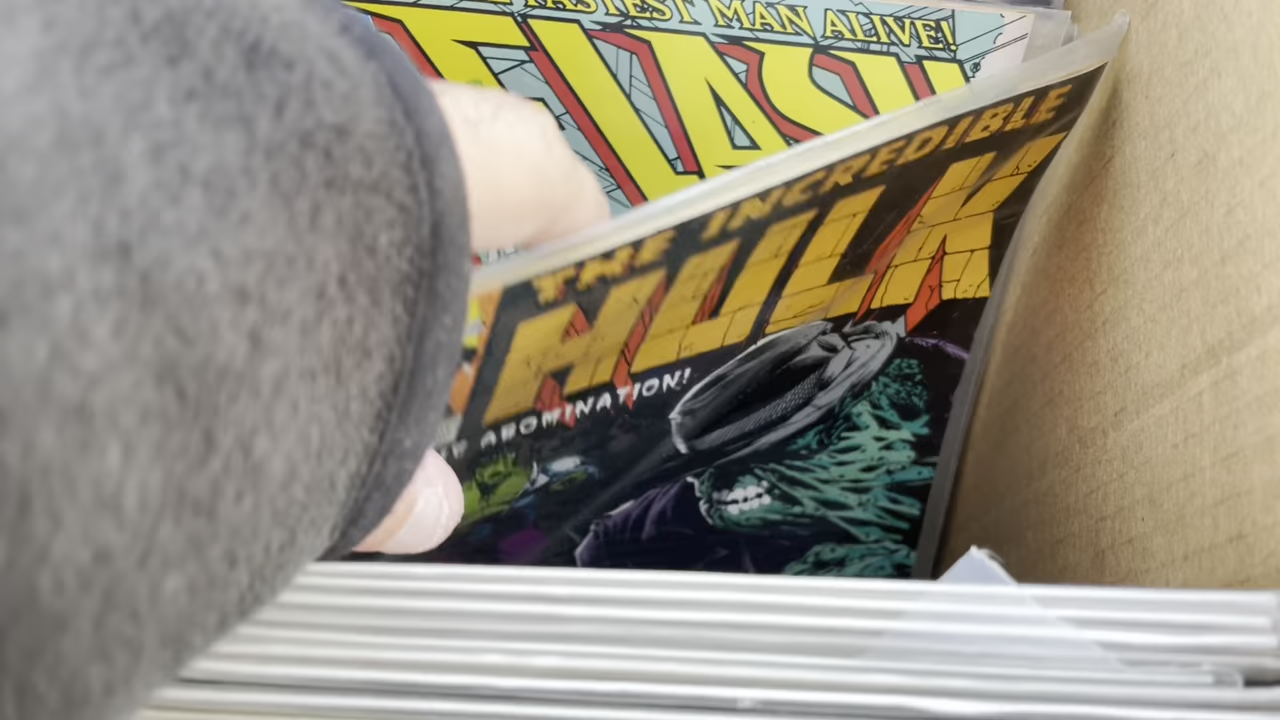 FASTEST MAN ALIVE!
FLASH
THE INCREDIBLE
HULK
ABOMINATION!